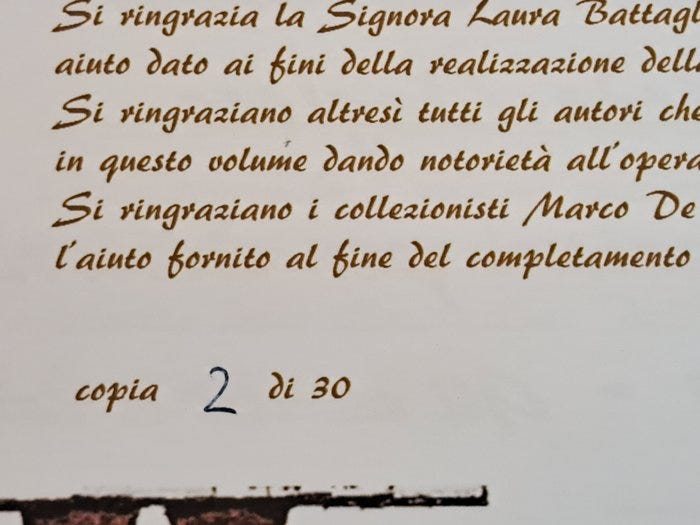 Si ringrazia la Signora Laura
aiuto dato ai fini della realizzazione
Si ringraziano altresì tutti gli autori che
in questo volume dando notorietà all'opera
Si ringraziano i collezionisti Marco De
l'aiuto fornito al fine del completamento
copia 2 di 30